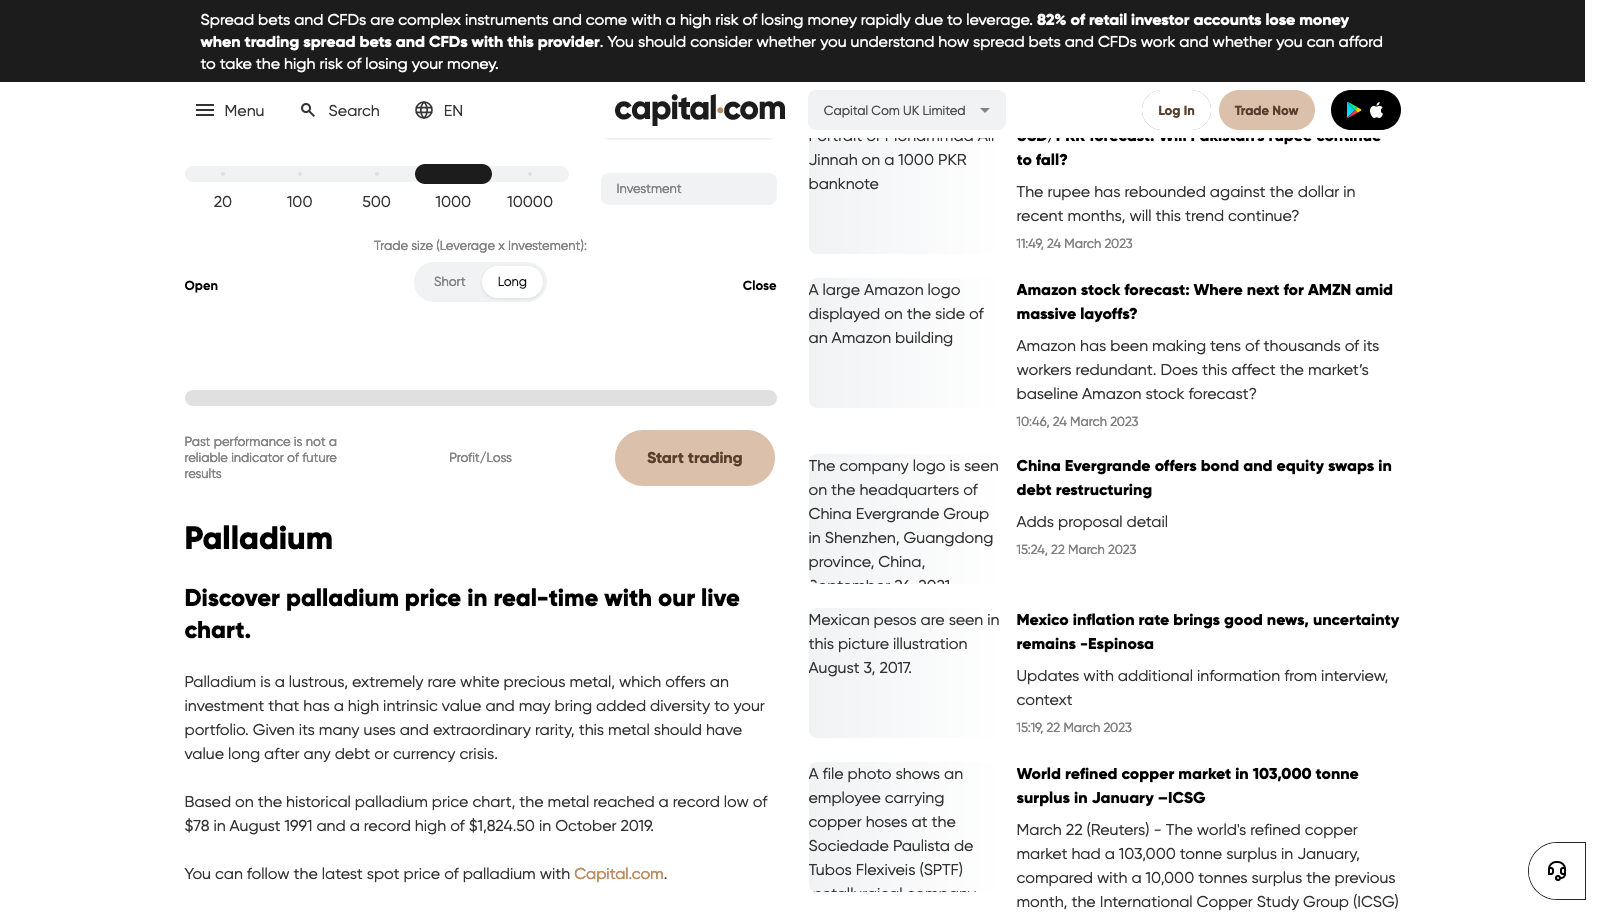 Spread bets and CFDs are complex instruments and come with a high risk of losing money rapidly due to leverage. 82% of retail investor accounts lose money
when trading spread bets and CFDs with this provider. You should consider whether you understand how spread bets and CFDs work and whether you can afford
to take the high risk of losing your money.
Menu
Search
EN
capital.com
Capital Com UK Limited
Log In
Trade Now
20
100
500
1000
10000
Investment
Trade size (Leverage x Investement):
Open
Short
Long
Close
Past performance is not a
reliable indicator of future
results
Profit/Loss
Start trading
Palladium
Discover palladium price in real-time with our live
chart.
Palladium is a lustrous, extremely rare white precious metal, which offers an
investment that has a high intrinsic value and may bring added diversity to your
portfolio. Given its many uses and extraordinary rarity, this metal should have
value long after any debt or currency crisis.
Based on the historical palladium price chart, the metal reached a record low of
$78 in August 1991 and a record high of $1,824.50 in October 2019.
You can follow the latest spot price of palladium with Capital.com.
Portrait of Mohammad Ali
Jinnah on a 1000 PKR
banknote
USD/PKR forecast: Will Pakistan's rupee continue
to fall?
The rupee has rebounded against the dollar in
recent months, will this trend continue?
11:49, 24 March 2023
A large Amazon logo
displayed on the side of
an Amazon building
Amazon stock forecast: Where next for AMZN amid
massive layoffs?
Amazon has been making tens of thousands of its
workers redundant. Does this affect the market's
baseline Amazon stock forecast?
10:46, 24 March 2023
The company logo is seen
on the headquarters of
China Evergrande Group
in Shenzhen, Guangdong
province, China,
September 26, 2021
China Evergrande offers bond and equity swaps in
debt restructuring
Adds proposal detail
15:24, 22 March 2023
Mexican pesos are seen in
this picture illustration
August 3, 2017.
Mexico inflation rate brings good news, uncertainty
remains -Espinosa
Updates with additional information from interview,
context
15:19, 22 March 2023
A file photo shows an
employee carrying
copper hoses at the
Sociedade Paulista de
Tubos Flexiveis (SPTF)
metallurgical company
World refined copper market in 103,000 tonne
surplus in January –ICSG
March 22 (Reuters) - The world's refined copper
market had a 103,000 tonne surplus in January,
compared with a 10,000 tonnes surplus the previous
month, the International Copper Study Group (ICSG)